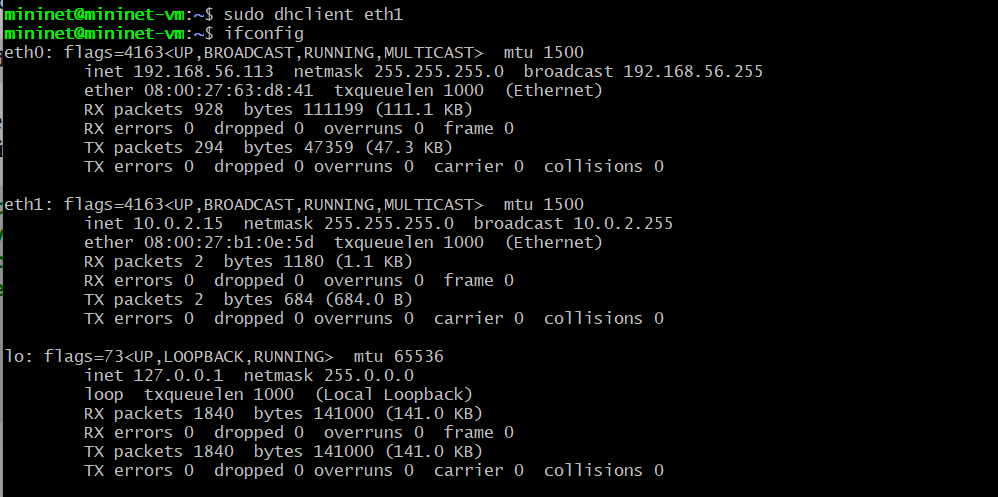 mininet@mininet-vm:~$ sudo dhclient eth1
mininet@mininet-vm:~$ ifconfig
eth0: flags=4163<UP,BROADCAST,RUNNING,MULTICAST>  mtu 1500
        inet 192.168.56.113  netmask 255.255.255.0  broadcast 192.168.56.255
        ether 08:00:27:63:d8:41  txqueuelen 1000  (Ethernet)
        RX packets 928  bytes 111199 (111.1 KB)
        RX errors 0  dropped 0  overruns 0  frame 0
        TX packets 294  bytes 47359 (47.3 KB)
        TX errors 0  dropped 0 overruns 0  carrier 0  collisions 0

eth1: flags=4163<UP,BROADCAST,RUNNING,MULTICAST>  mtu 1500
        inet 10.0.2.15  netmask 255.255.255.0  broadcast 10.0.2.255
        ether 08:00:27:b1:0e:5d  txqueuelen 1000  (Ethernet)
        RX packets 2  bytes 1180 (1.1 KB)
        RX errors 0  dropped 0  overruns 0  frame 0
        TX packets 2  bytes 684 (684.0 B)
        TX errors 0  dropped 0 overruns 0  carrier 0  collisions 0

lo: flags=73<UP,LOOPBACK,RUNNING>  mtu 65536
        inet 127.0.0.1  netmask 255.0.0.0
        loop  txqueuelen 1000  (Local Loopback)
        RX packets 1840  bytes 141000 (141.0 KB)
        RX errors 0  dropped 0  overruns 0  frame 0
        TX packets 1840  bytes 141000 (141.0 KB)
        TX errors 0  dropped 0 overruns 0  carrier 0  collisions 0